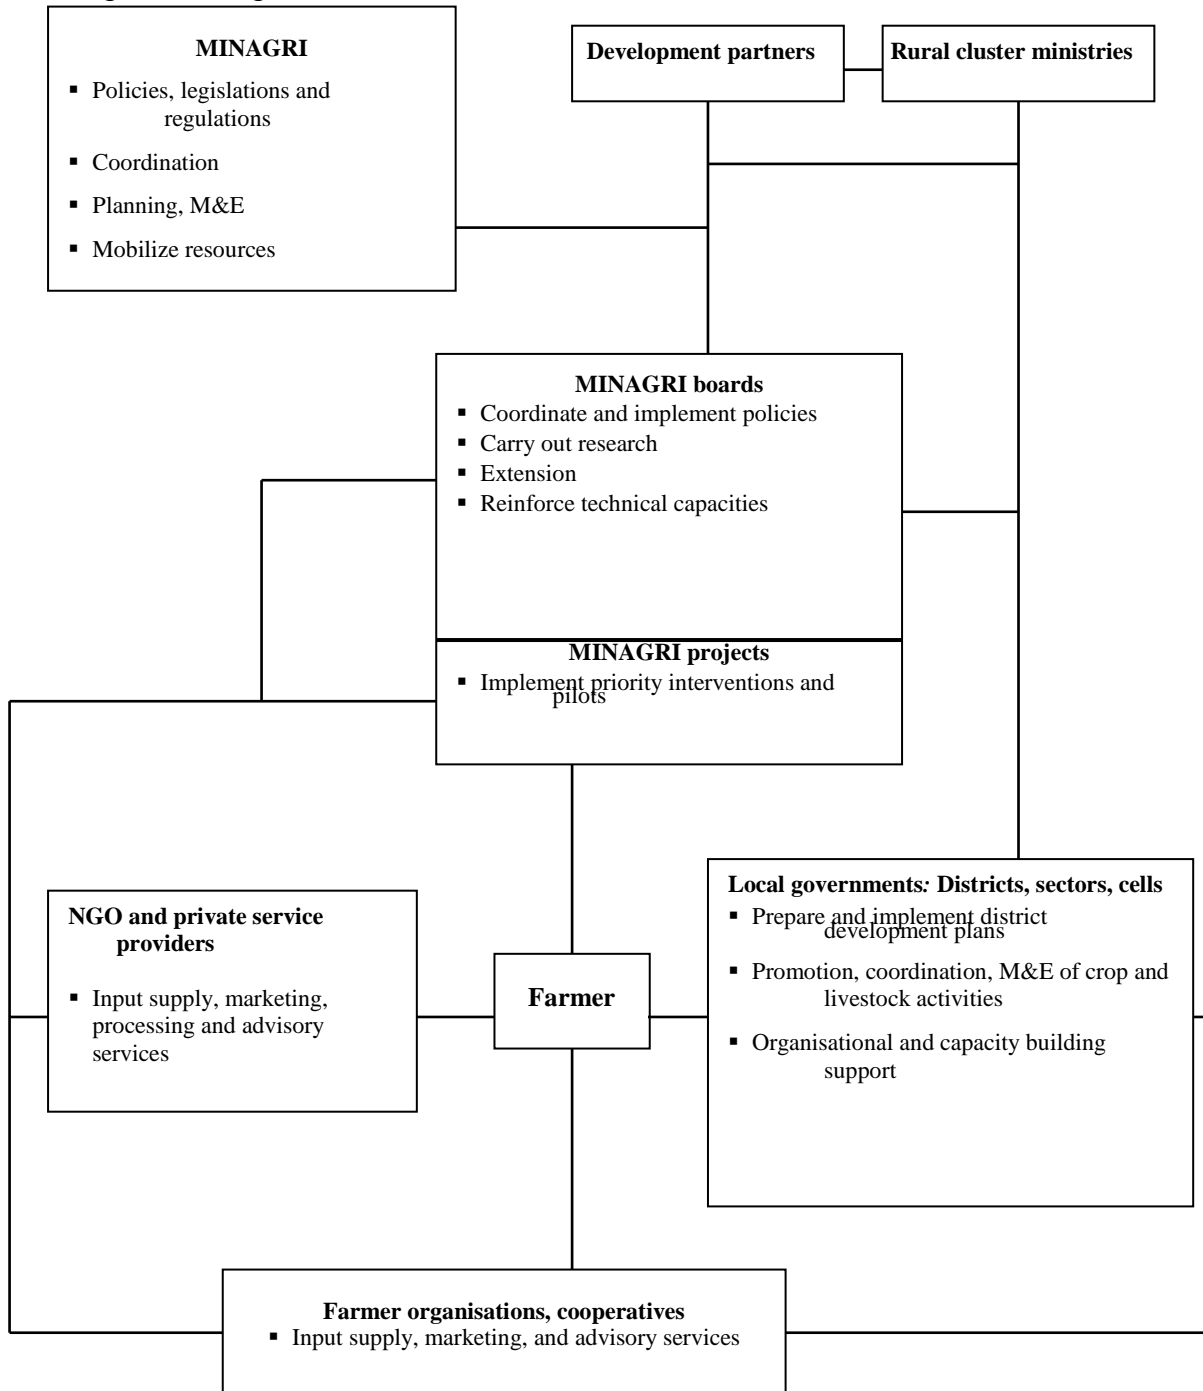 MINAGRI
▪ Policies, legislations and
regulations
▪ Coordination
▪ Planning, M&E
▪ Mobilize resources
Development partners
Rural cluster ministries
MINAGRI boards
▪ Coordinate and implement policies
▪ Carry out research
▪ Extension
▪ Reinforce technical capacities
MINAGRI projects
▪ Implement priority interventions and
pilots
NGO and private service
providers
▪ Input supply, marketing,
processing and advisory
services
Farmer
Local governments: Districts, sectors, cells
▪ Prepare and implement district
development plans
▪ Promotion, coordination, M&E of crop and
livestock activities
▪ Organisational and capacity building
support
Farmer organisations, cooperatives
▪ Input supply, marketing, and advisory services